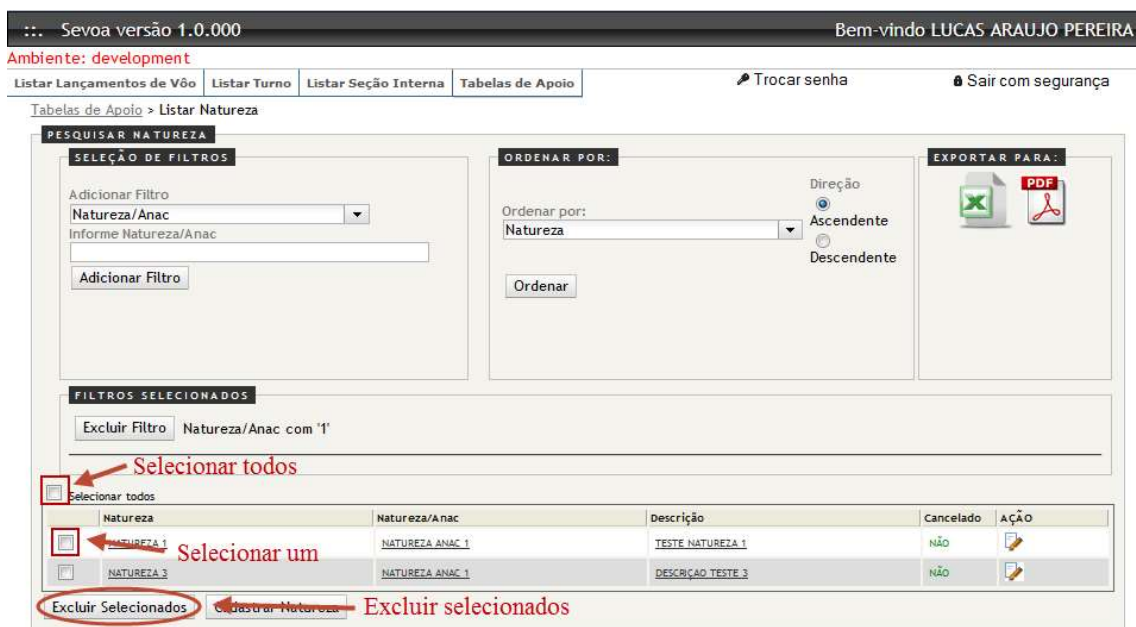 ::. Sevoa versão 1.0.000 Bem-vindo LUCAS ARAUJO PEREIRA
Ambiente: development
Listar Lançamentos de Vôo Listar Turno Listar Seção Interna Tabelas de Apoio Trocar senha Sair com segurança
Tabelas de Apoio > Listar Natureza
PESQUISAR NATUREZA
SELEÇÃO DE FILTROS
Adicionar Filtro
Natureza/Anac
Informe Natureza/Anac
Adicionar Filtro
ORDENAR POR:
Ordenar por:
Natureza
Direção
Ascendente
Descendente
Ordenar
EXPORTAR PARA:
PDF
FILTROS SELECIONADOS
Excluir Filtro Natureza/Anac com '1'
Selecionar todos
Selecionar todos
Natureza Natureza/Anac Descrição Cancelado AÇÃO
NATUREZA 1 NATUREZA ANAC 1 TESTE NATUREZA 1 NÃO
Selecionar um
NATUREZA 3 NATUREZA ANAC 1 DESCRIÇAO TESTE 3 NÃO
Excluir Selecionados Cadastrar Natureza Excluir selecionados